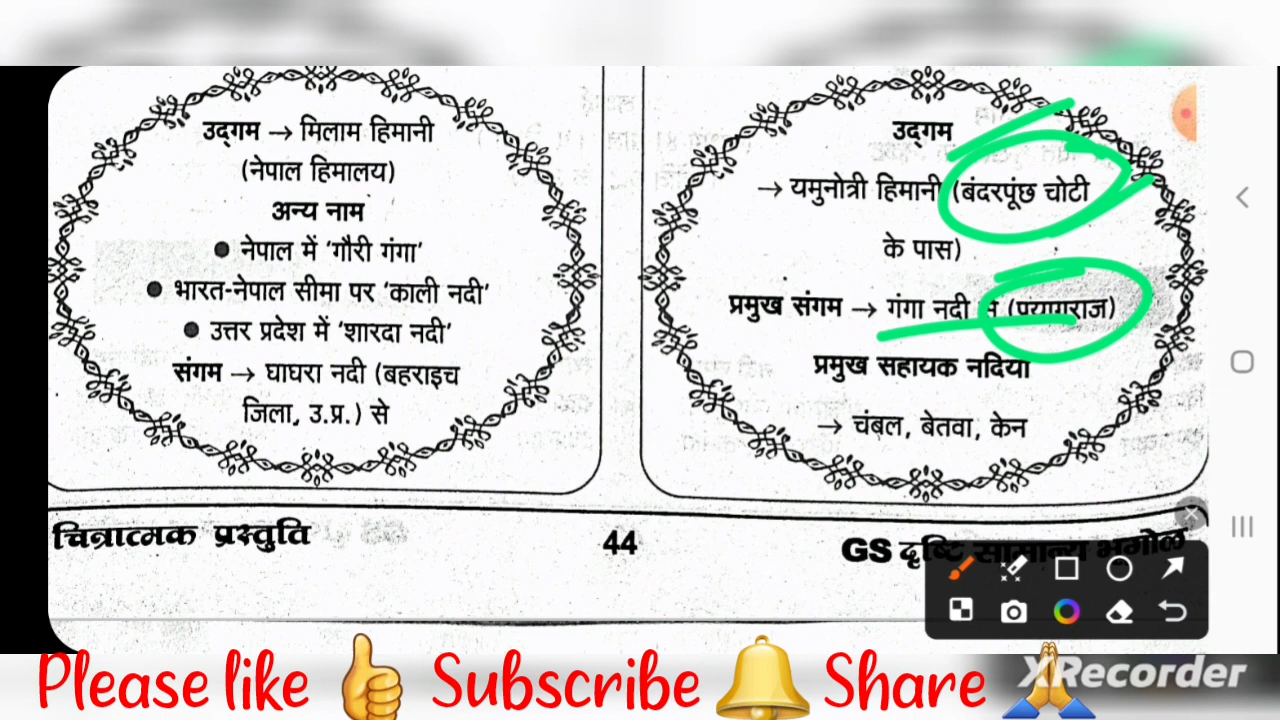 उद्गम → मिलाम हिमानी
(नेपाल हिमालय)
अन्य नाम
● नेपाल में ‘गौरी गंगा’
● भारत-नेपाल सीमा पर ‘काली नदी’
● उत्तर प्रदेश में ‘शारदा नदी’
संगम → घाघरा नदी (बहराइच
जिला, उ.प्र.) से
उद्गम
→ यमुनोत्री हिमानी (बंदरपूंछ चोटी
के पास)
प्रमुख संगम → गंगा नदी से (प्रयागराज)
प्रमुख सहायक नदियां
→ चंबल, बेतवा, केन
चित्रात्मक प्रस्तुति
44
GS दृष्टि सामान्य भूगोल
Please like Subscribe Share
XRecorder